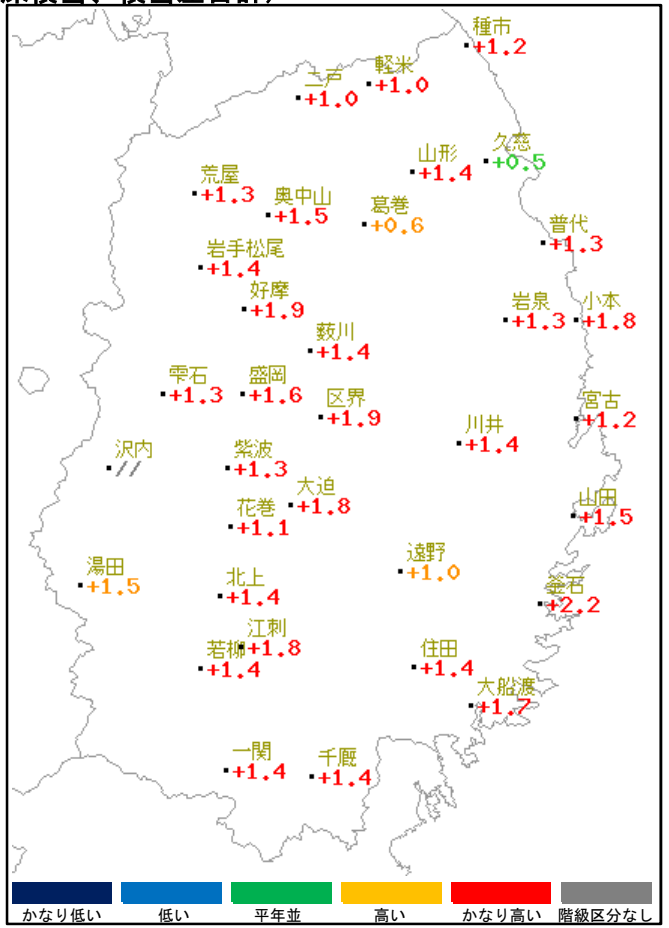 種市
+1.2
軽米
+1.0
二戸
+1.0
久慈
+0.5
山形
+1.4
荒屋
+1.3
奥中山
+1.5
葛巻
+0.6
普代
+1.3
岩手松尾
+1.4
好摩
+1.9
岩泉
+1.3
小本
+1.8
薮川
+1.4
雫石
+1.3
盛岡
+1.6
区界
+1.9
宮古
+1.2
川井
+1.4
沢内
//
紫波
+1.3
大迫
+1.8
花巻
+1.1
山田
+1.5
湯田
+1.5
北上
+1.4
遠野
+1.0
釜石
+2.2
江刺
+1.8
若柳
+1.4
住田
+1.4
大船渡
+1.7
一関
+1.4
千厩
+1.4
かなり低い 低い 平年並 高い かなり高い 階級区分なし